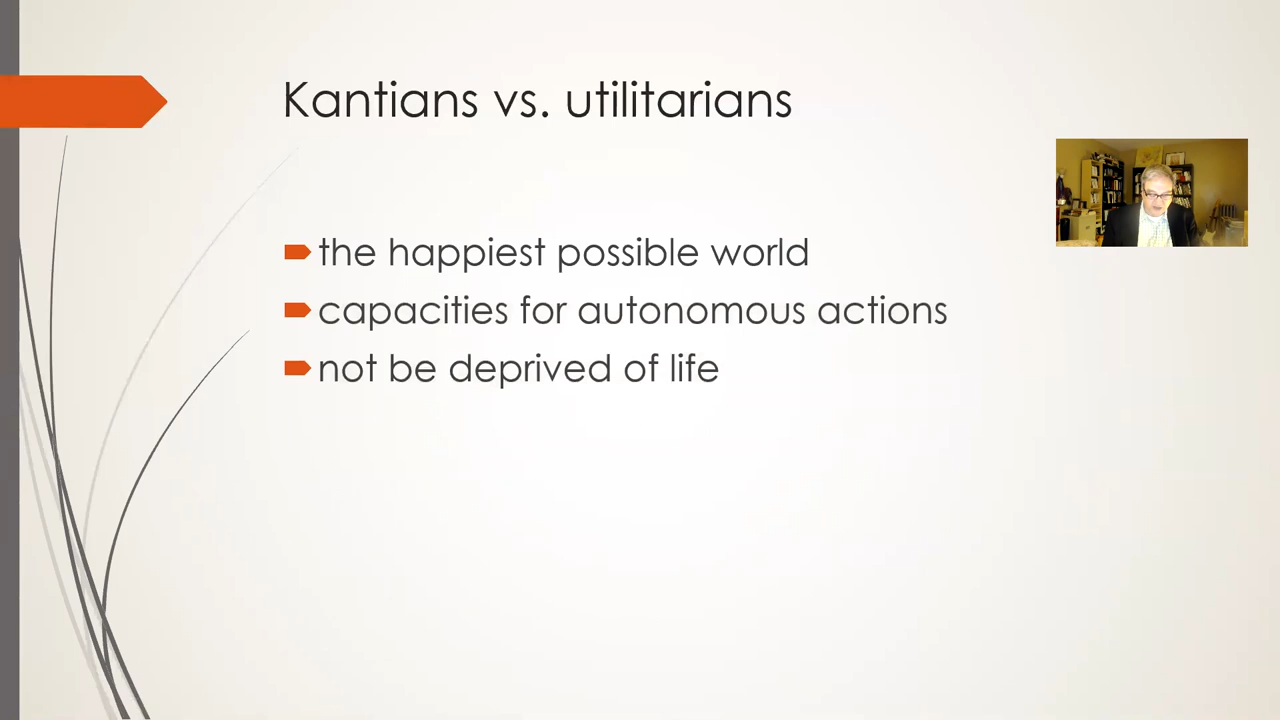 Kantians vs. utilitarians
the happiest possible world
capacities for autonomous actions
not be deprived of life